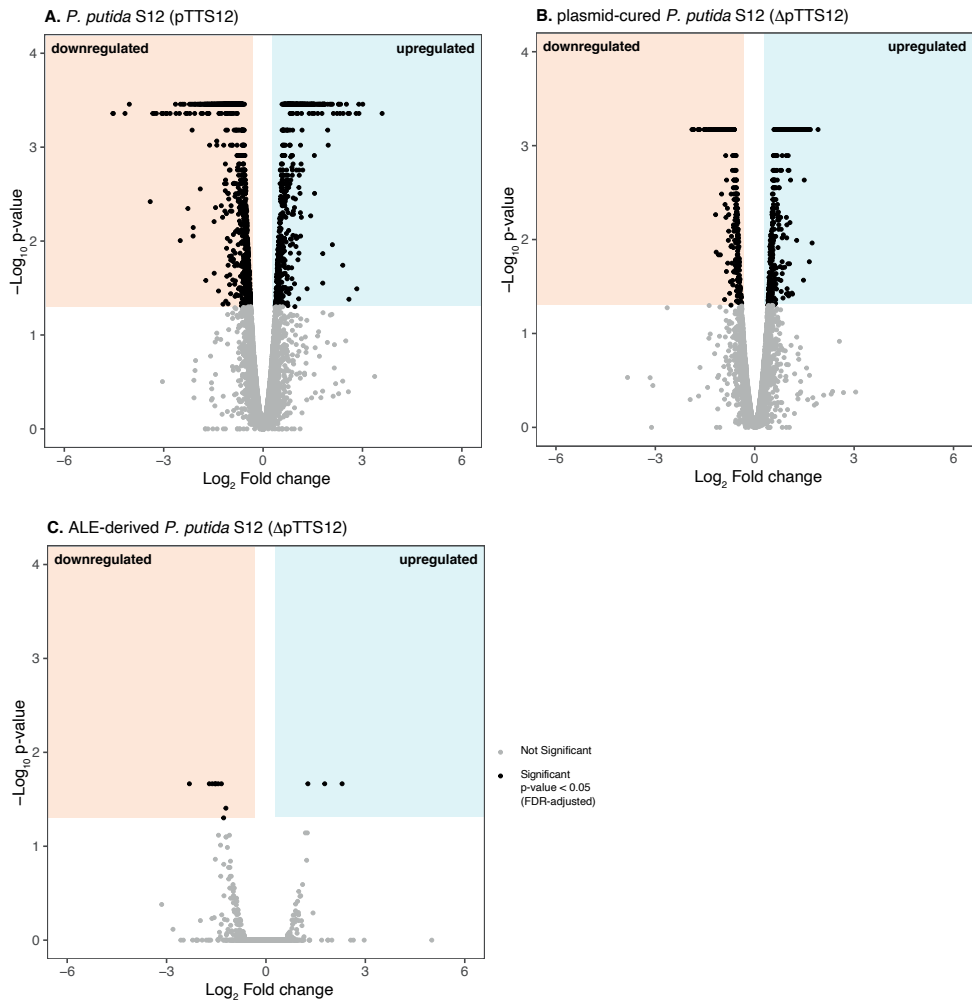 A. P. putida S12 (pTTS12)
downregulated
upregulated
4
3
2
1
0
−Log10 p-value
−6
−3
0
3
6
Log2 Fold change
B. plasmid-cured P. putida S12 (ΔpTTS12)
downregulated
upregulated
4
3
2
1
0
−Log10 p-value
−6
−3
0
3
6
Log2 Fold change
C. ALE-derived P. putida S12 (ΔpTTS12)
downregulated
upregulated
4
3
2
1
0
−Log10 p-value
−6
−3
0
3
6
Log2 Fold change
Not Significant
Significant
p-value < 0.05
(FDR-adjusted)